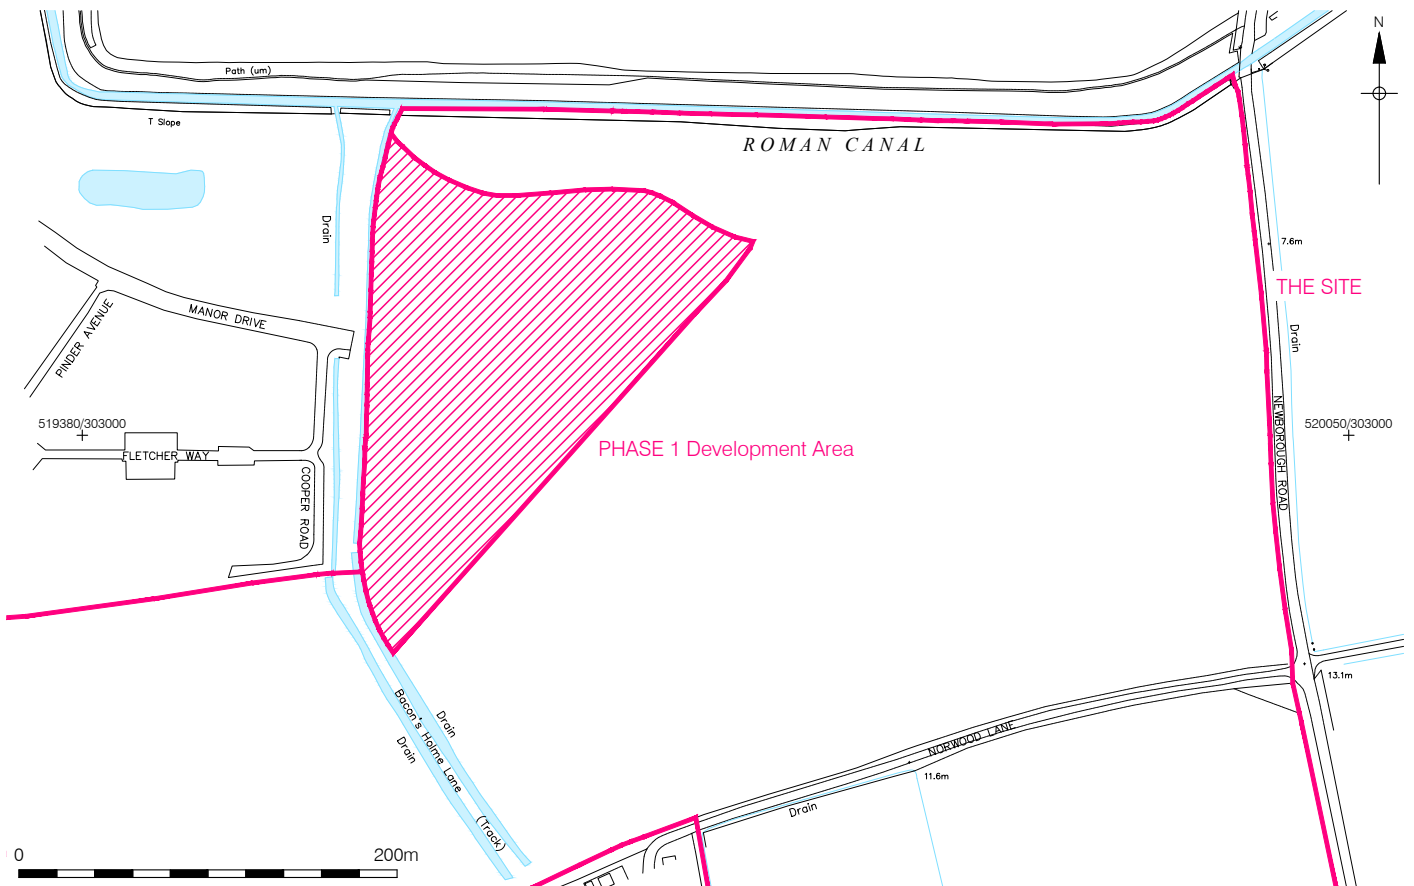 N
Path (um)
T Slope
ROMAN CANAL
Drain
7.6m
THE SITE
MANOR DRIVE
PINDER AVENUE
Drain
519380/303000
520050/303000
NEWBOROUGH ROAD
PHASE 1 Development Area
FLETCHER WAY
COOPER ROAD
13.1m
Bacon's Holme Lane
Drain
Drain
NORWOOD LANE
11.6m
Drain
(Track)
0 200m